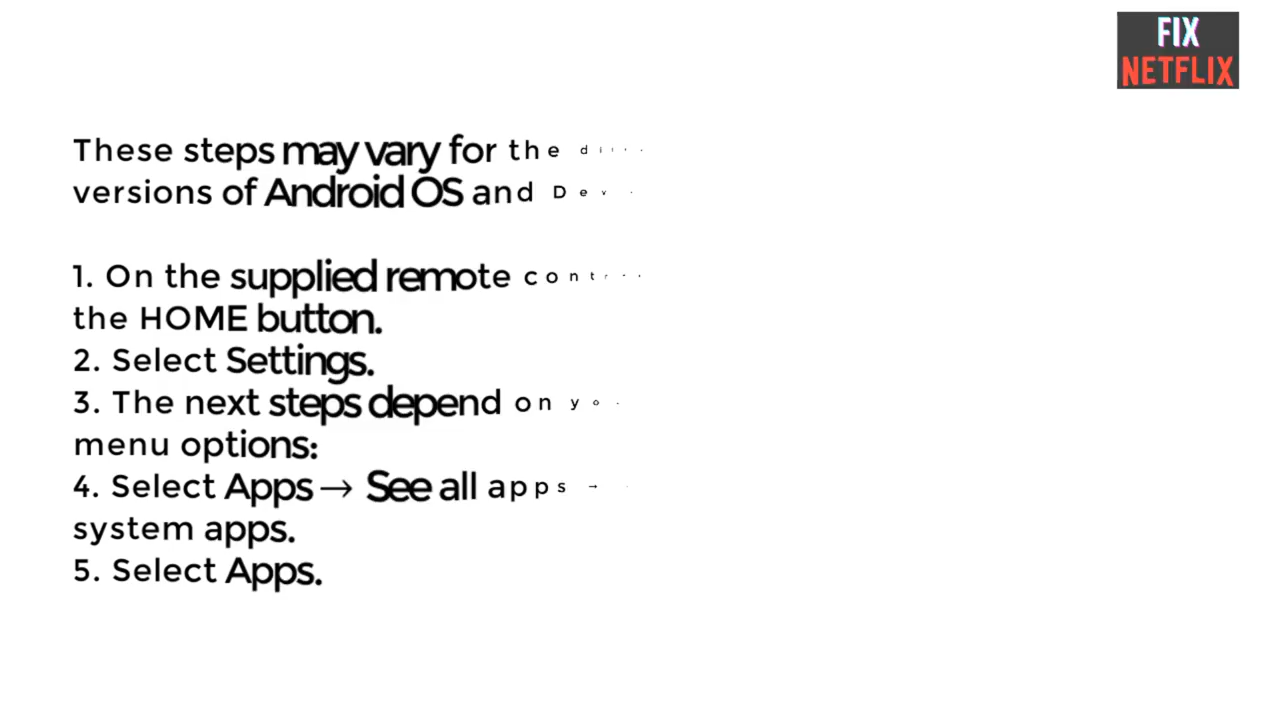 FIX
NETFLIX
These steps may vary for the
versions of Android OS and
1. On the supplied remote
the HOME button.
2. Select Settings.
3. The next steps depend on
menu options:
4. Select Apps → See all apps →
system apps.
5. Select Apps.